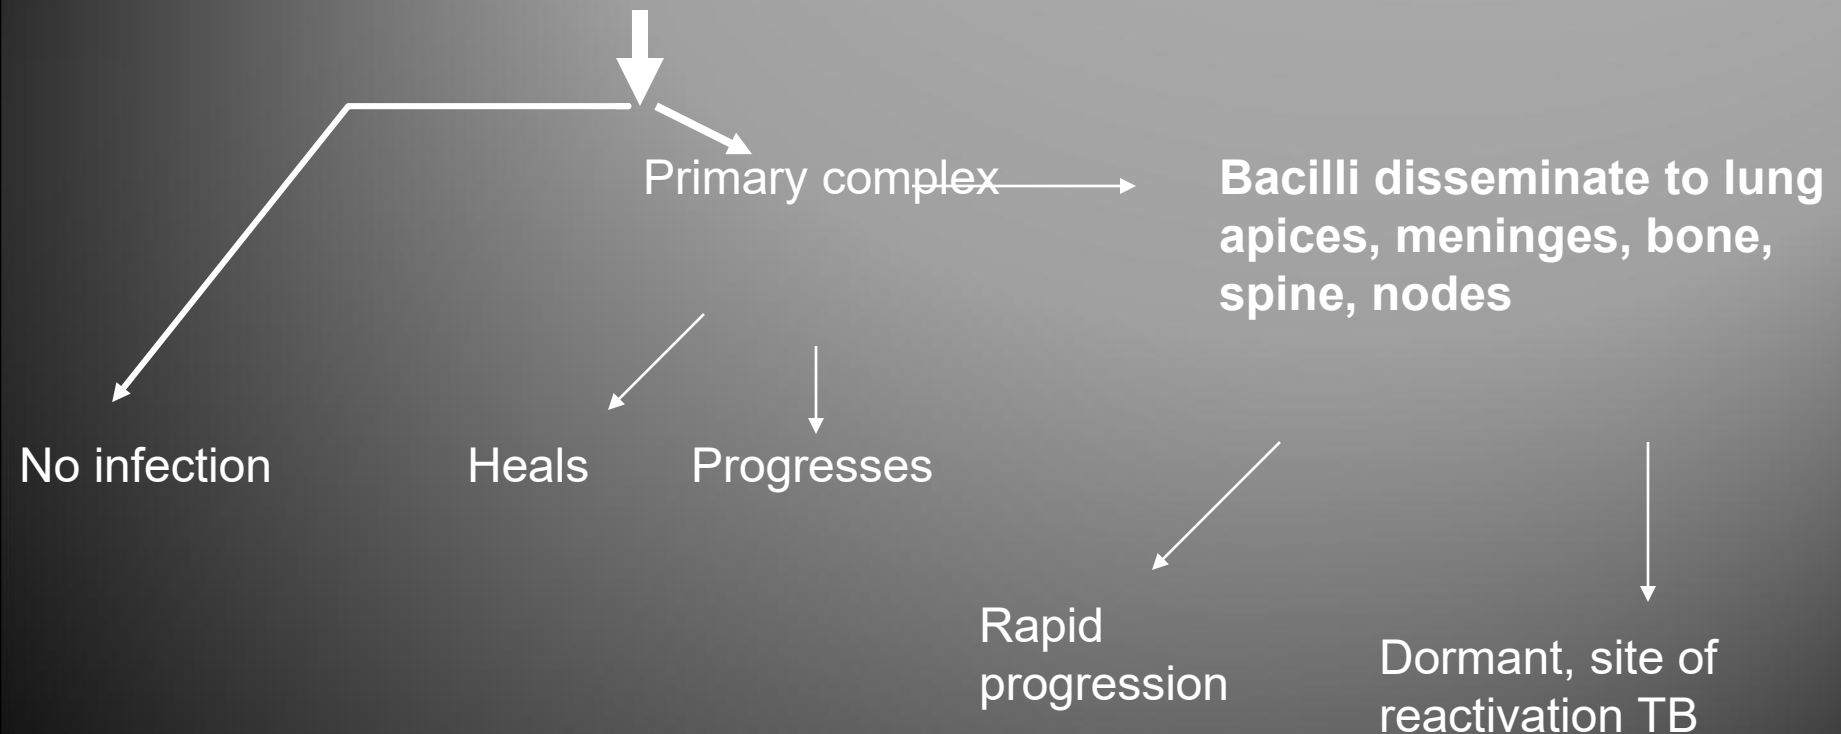 Primary complex
Bacilli disseminate to lung
apices, meninges, bone,
spine, nodes
No infection
Heals
Progresses
Rapid
progression
Dormant, site of
reactivation TB